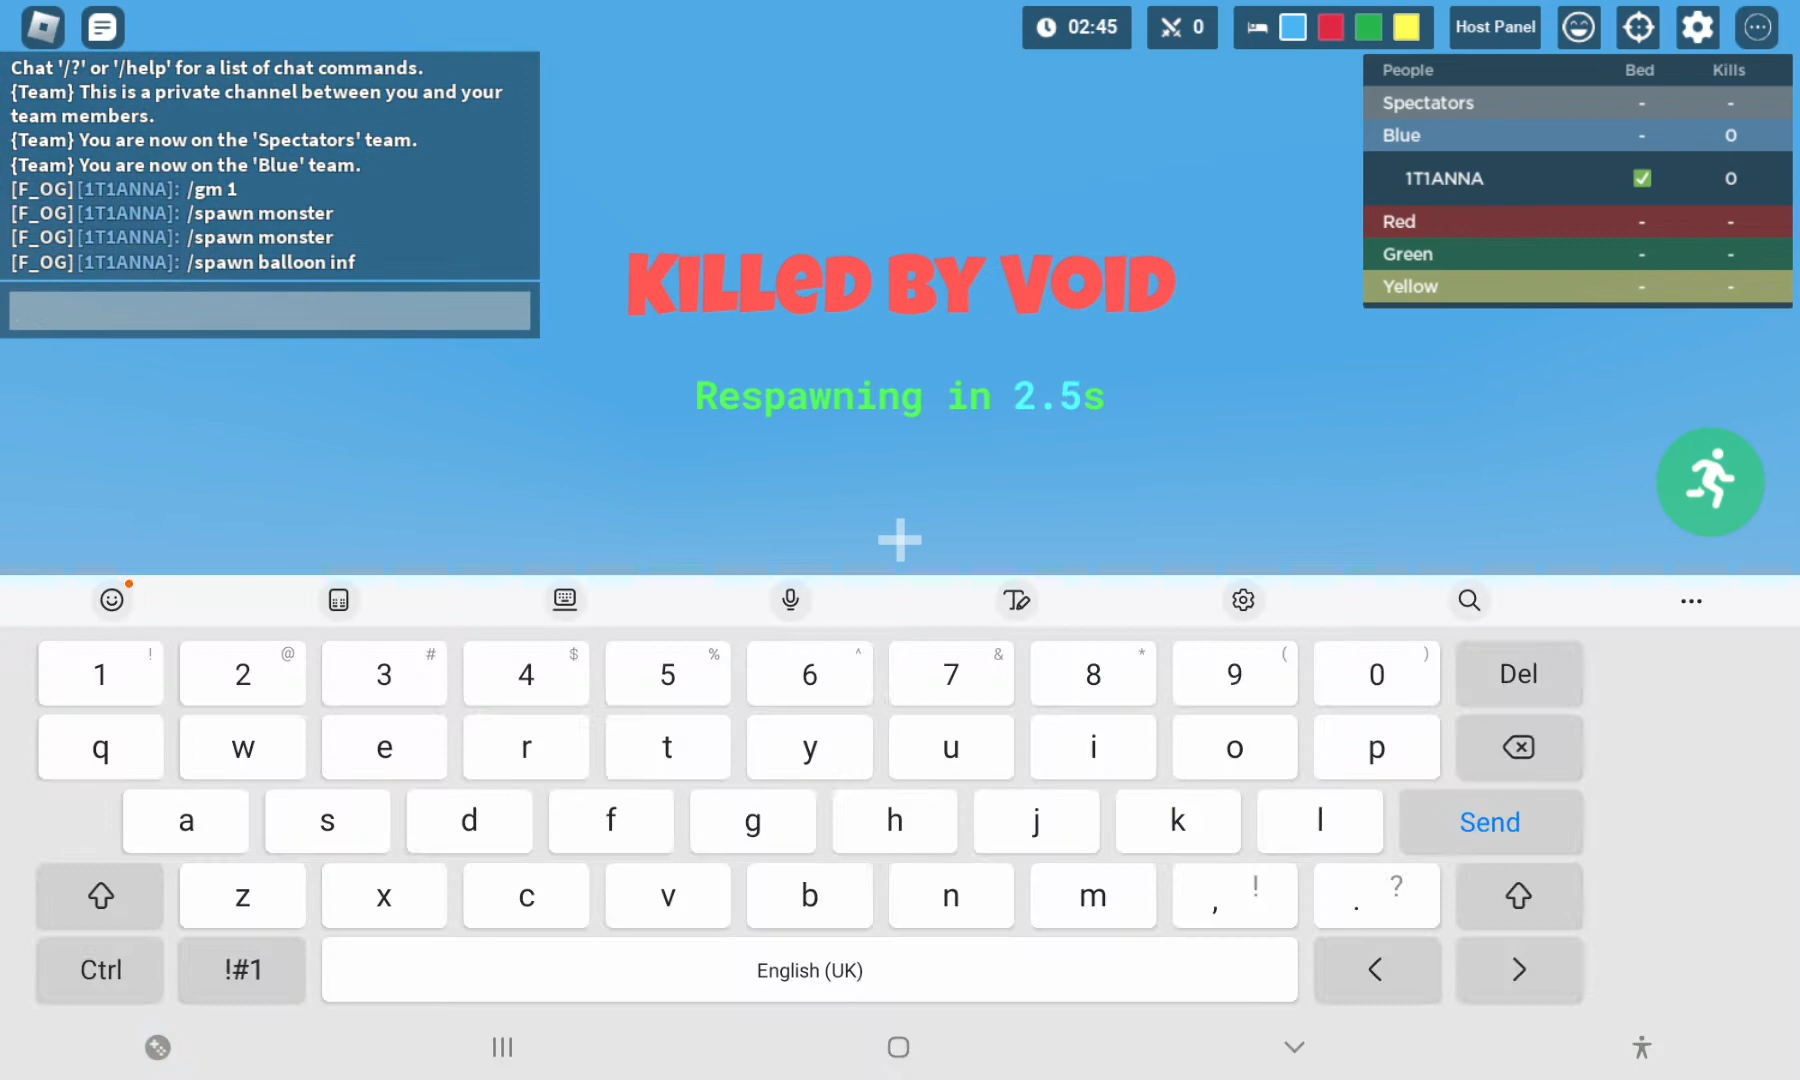 02:45
0
Host Panel
Chat '/?' or '/help' for a list of chat commands.
{Team} This is a private channel between you and your
team members.
{Team} You are now on the 'Spectators' team.
{Team} You are now on the 'Blue' team.
[F_OG] [1T1ANNA]: /gm 1
[F_OG] [1T1ANNA]: /spawn monster
[F_OG] [1T1ANNA]: /spawn monster
[F_OG] [1T1ANNA]: /spawn balloon inf
People Bed Kills
Spectators - -
Blue - 0
1T1ANNA ✅ 0
Red - -
Green - -
Yellow - -
KILLED BY VOID
Respawning in 2.5s
1 ! 2 @ 3 # 4 $ 5 % 6 ^ 7 & 8 * 9 ( 0 ) Del
q w e r t y u i o p
a s d f g h j k l Send
z x c v b n m , ! . ?
Ctrl !#1 English (UK) < >